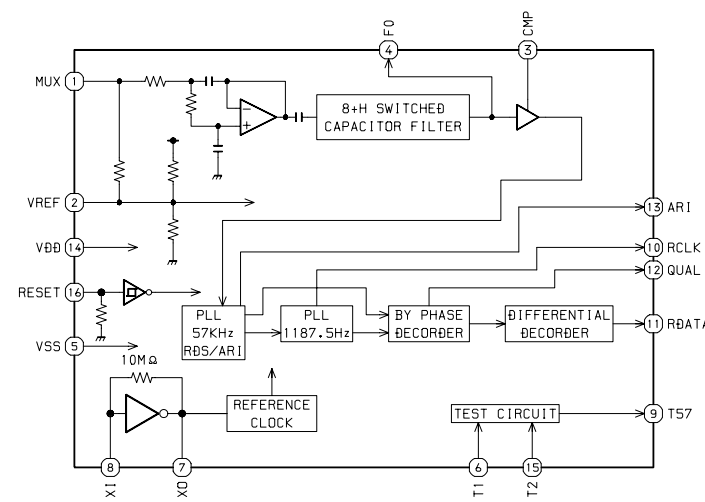 FO
CMP
4
3
MUX 1
8+H SWITCHED
CAPACITOR FILTER
VREF 2
13 ARI
VDD 14
10 RCLK
12 QUAL
RESET 16
PLL
57KHz
RDS/ARI
PLL
1187.5Hz
BY PHASE
DECORDER
DIFFERENTIAL
DECORDER
11 RDATA
VSS 5
10MΩ
REFERENCE
CLOCK
TEST CIRCUIT
9 T57
8
7
6
15
XI
XO
T1
T2